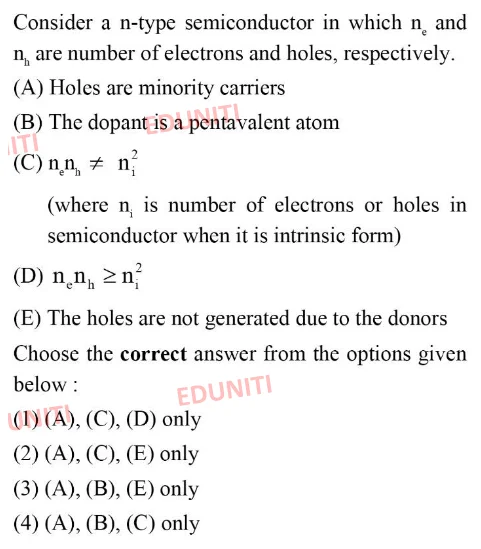 Consider a n-type semiconductor in which nₑ and
nₕ are number of electrons and holes, respectively.
(A) Holes are minority carriers
(B) The dopant is a pentavalent atom
EDUNITI
NITI
(C) nₑnₕ ≠ nᵢ²
(where nᵢ is number of electrons or holes in
semiconductor when it is intrinsic form)
(D) nₑnₕ ≥ nᵢ²
(E) The holes are not generated due to the donors
Choose the correct answer from the options given
below :
EDUNITI
UNITI
(1) (A), (C), (D) only
(2) (A), (C), (E) only
(3) (A), (B), (E) only
(4) (A), (B), (C) only